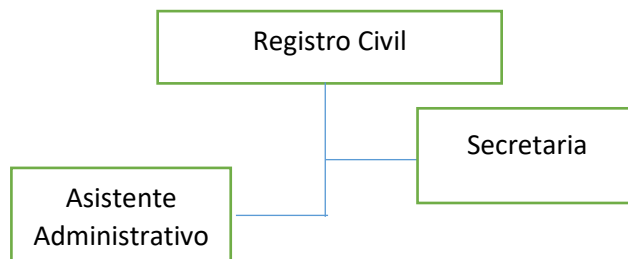 Registro Civil
Secretaria
Asistente
Administrativo